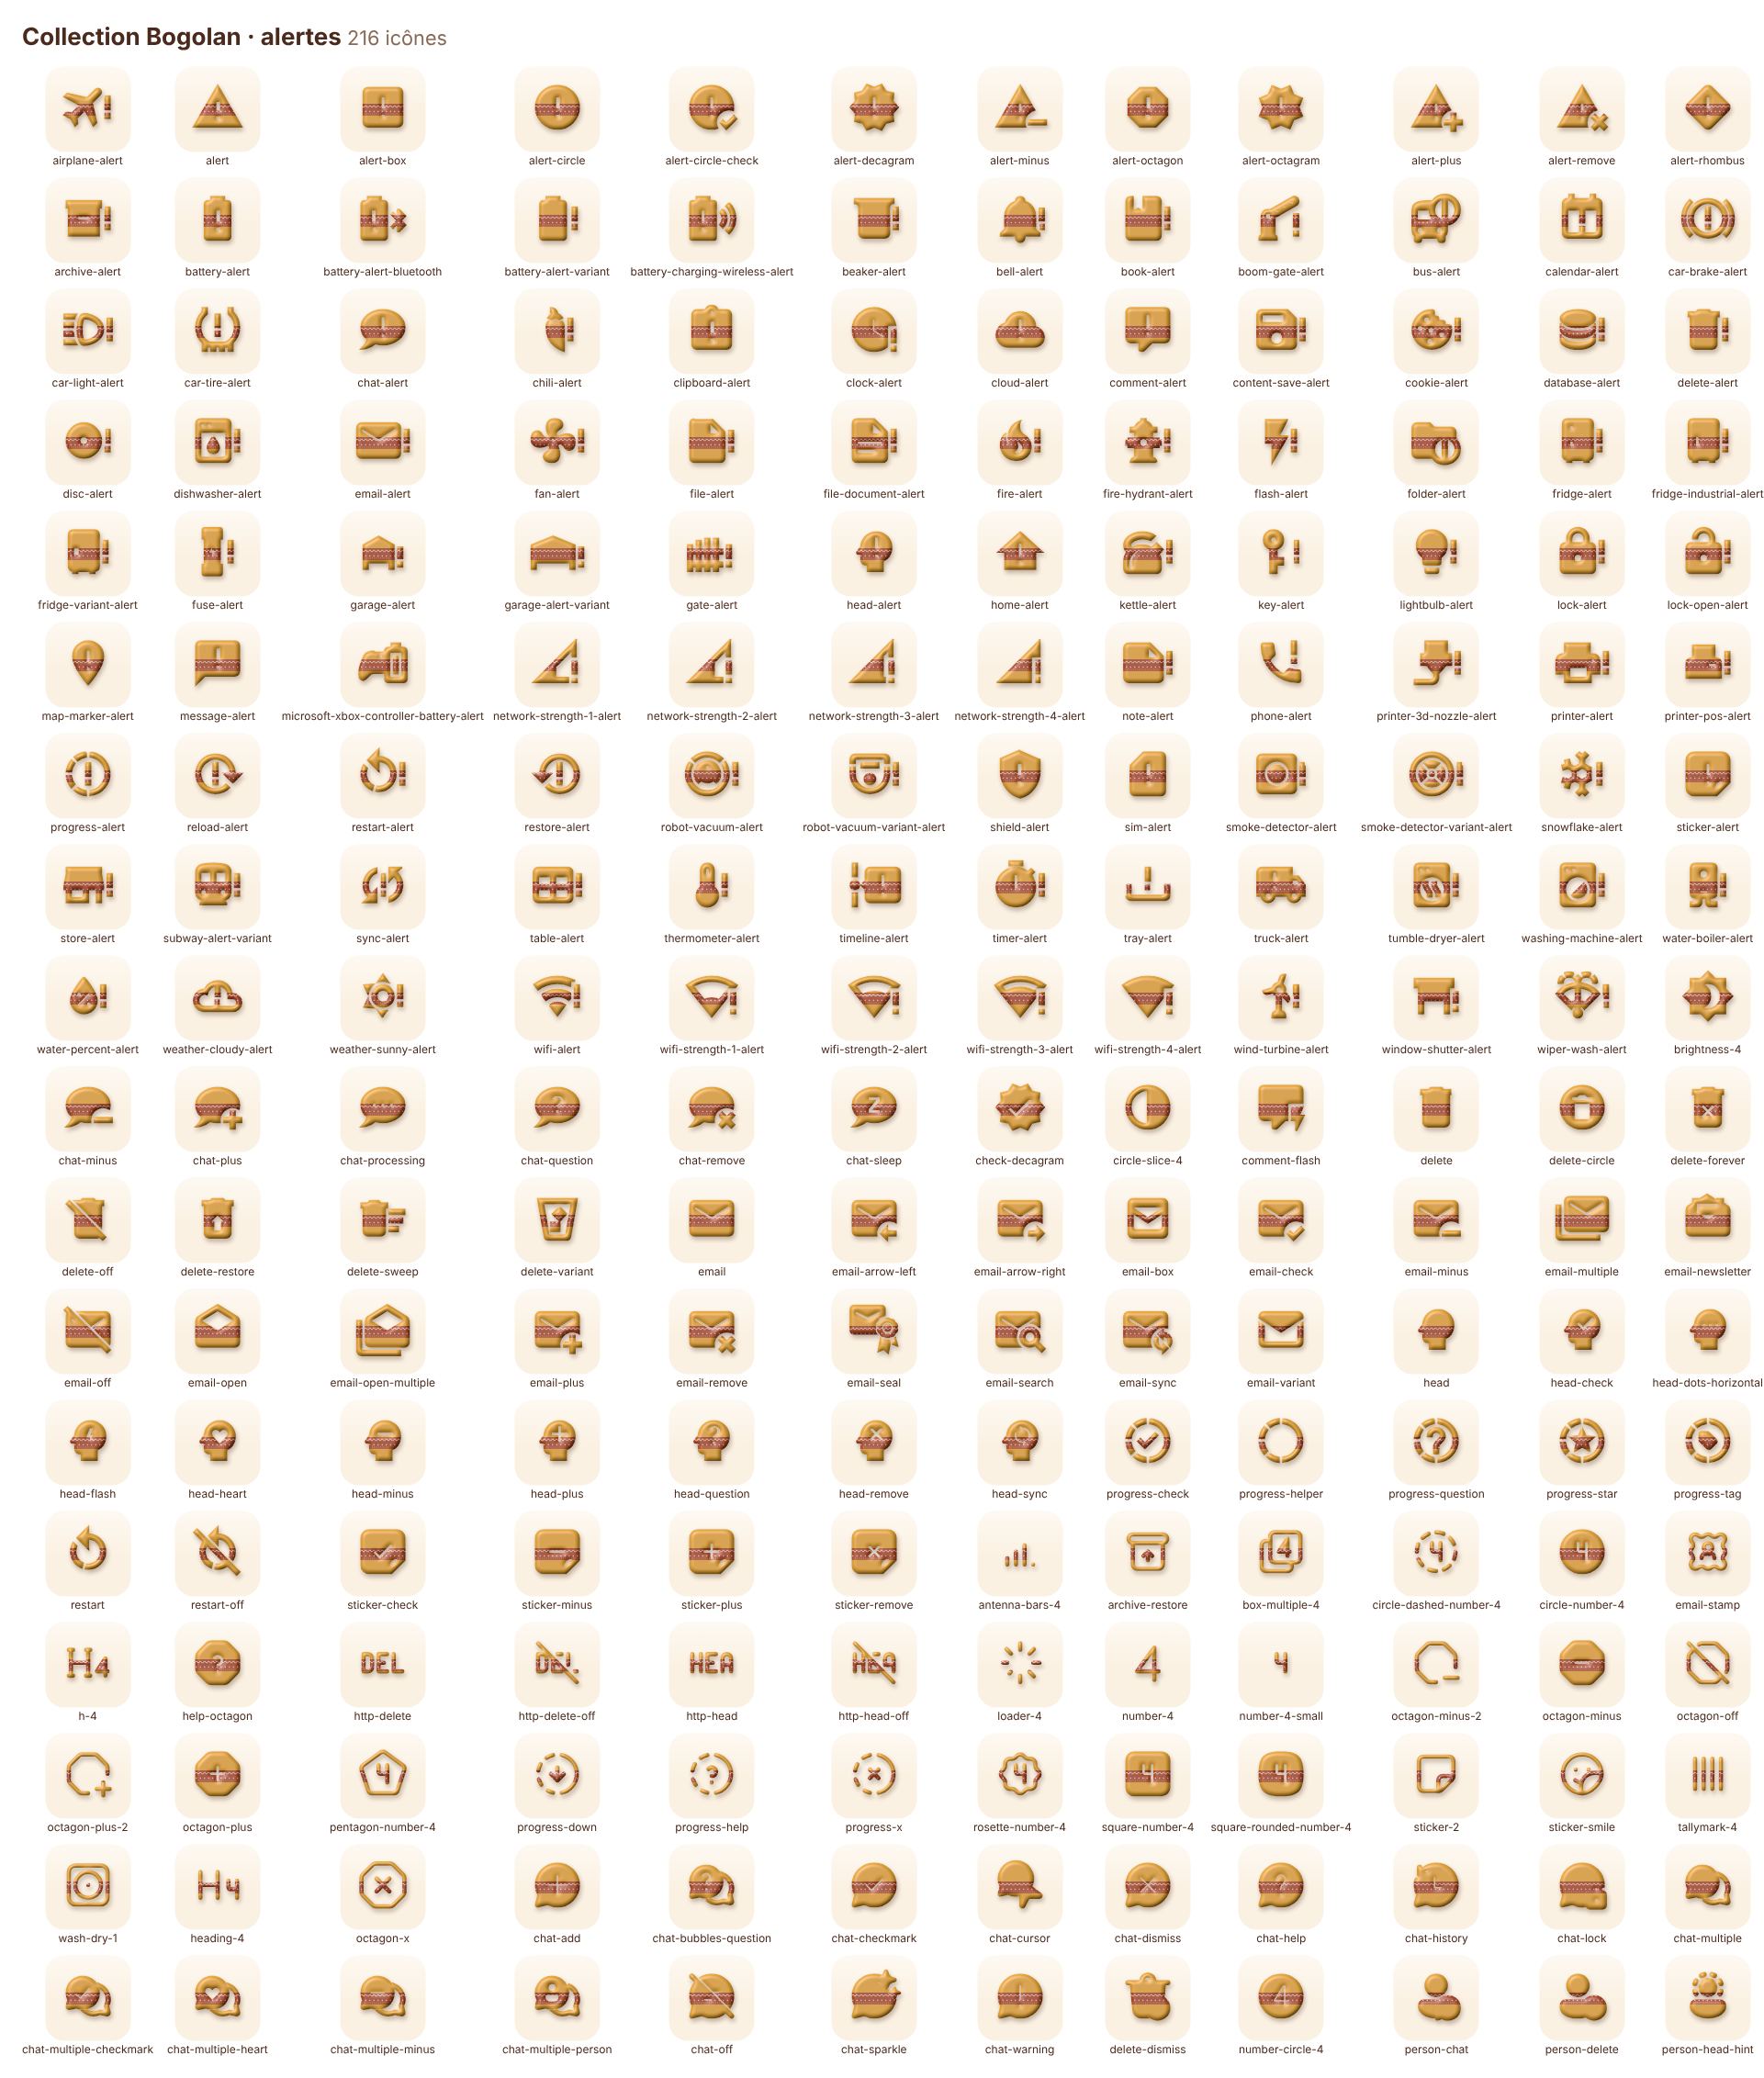 Collection Bogolan · alertes 216 icônes
airplane-alert alert alert-box alert-circle alert-circle-check alert-decagram alert-minus alert-octagon alert-octagram alert-plus alert-remove alert-rhombus
archive-alert battery-alert battery-alert-bluetooth battery-alert-variant battery-charging-wireless-alert beaker-alert bell-alert book-alert boom-gate-alert bus-alert calendar-alert car-brake-alert
car-light-alert car-tire-alert chat-alert chili-alert clipboard-alert clock-alert cloud-alert comment-alert content-save-alert cookie-alert database-alert delete-alert
disc-alert dishwasher-alert email-alert fan-alert file-alert file-document-alert fire-alert fire-hydrant-alert flash-alert folder-alert fridge-alert fridge-industrial-alert
fridge-variant-alert fuse-alert garage-alert garage-alert-variant gate-alert head-alert home-alert kettle-alert key-alert lightbulb-alert lock-alert lock-open-alert
map-marker-alert message-alert microsoft-xbox-controller-battery-alert network-strength-1-alert network-strength-2-alert network-strength-3-alert network-strength-4-alert note-alert phone-alert printer-3d-nozzle-alert printer-alert printer-pos-alert
progress-alert reload-alert restart-alert restore-alert robot-vacuum-alert robot-vacuum-variant-alert shield-alert sim-alert smoke-detector-alert smoke-detector-variant-alert snowflake-alert sticker-alert
store-alert subway-alert-variant sync-alert table-alert thermometer-alert timeline-alert timer-alert tray-alert truck-alert tumble-dryer-alert washing-machine-alert water-boiler-alert
water-percent-alert weather-cloudy-alert weather-sunny-alert wifi-alert wifi-strength-1-alert wifi-strength-2-alert wifi-strength-3-alert wifi-strength-4-alert wind-turbine-alert window-shutter-alert wiper-wash-alert brightness-4
chat-minus chat-plus chat-processing chat-question chat-remove chat-sleep check-decagram circle-slice-4 comment-flash delete delete-circle delete-forever
delete-off delete-restore delete-sweep delete-variant email email-arrow-left email-arrow-right email-box email-check email-minus email-multiple email-newsletter
email-off email-open email-open-multiple email-plus email-remove email-seal email-search email-sync email-variant head head-check head-dots-horizontal
head-flash head-heart head-minus head-plus head-question head-remove head-sync progress-check progress-helper progress-question progress-star progress-tag
restart restart-off sticker-check sticker-minus sticker-plus sticker-remove antenna-bars-4 archive-restore box-multiple-4 circle-dashed-number-4 circle-number-4 email-stamp
h-4 help-octagon http-delete http-delete-off http-head http-head-off loader-4 number-4 number-4-small octagon-minus-2 octagon-minus octagon-off
octagon-plus-2 octagon-plus pentagon-number-4 progress-down progress-help progress-x rosette-number-4 square-number-4 square-rounded-number-4 sticker-2 sticker-smile tallymark-4
wash-dry-1 heading-4 octagon-x chat-add chat-bubbles-question chat-checkmark chat-cursor chat-dismiss chat-help chat-history chat-lock chat-multiple
chat-multiple-checkmark chat-multiple-heart chat-multiple-minus chat-multiple-person chat-off chat-sparkle chat-warning delete-dismiss number-circle-4 person-chat person-delete person-head-hint